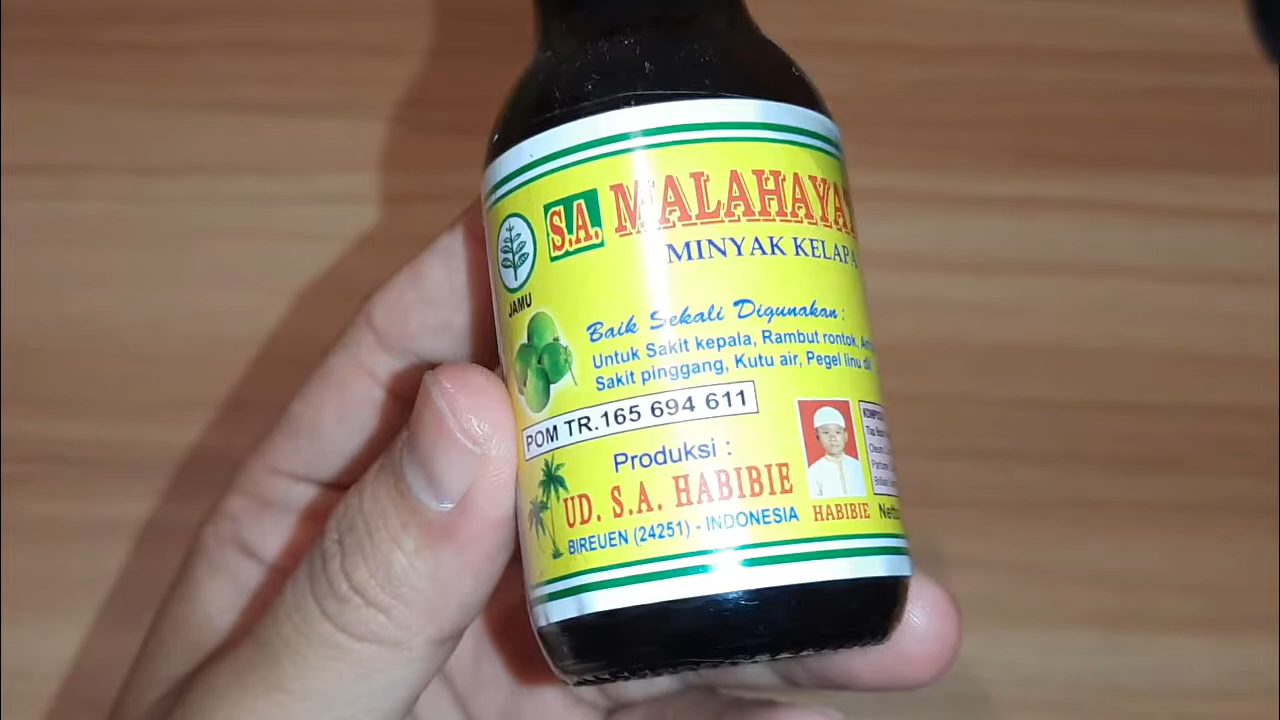 S.A. MALAHAYA
MINYAK KELAPA
JAMU
Baik Sekali Digunakan :
Untuk Sakit kepala, Rambut rontok,
Sakit pinggang, Kutu air, Pegel linu
POM TR.165 694 611
Produksi :
UD. S.A. HABIBIE
BIREUEN (24251) - INDONESIA
HABIBIE